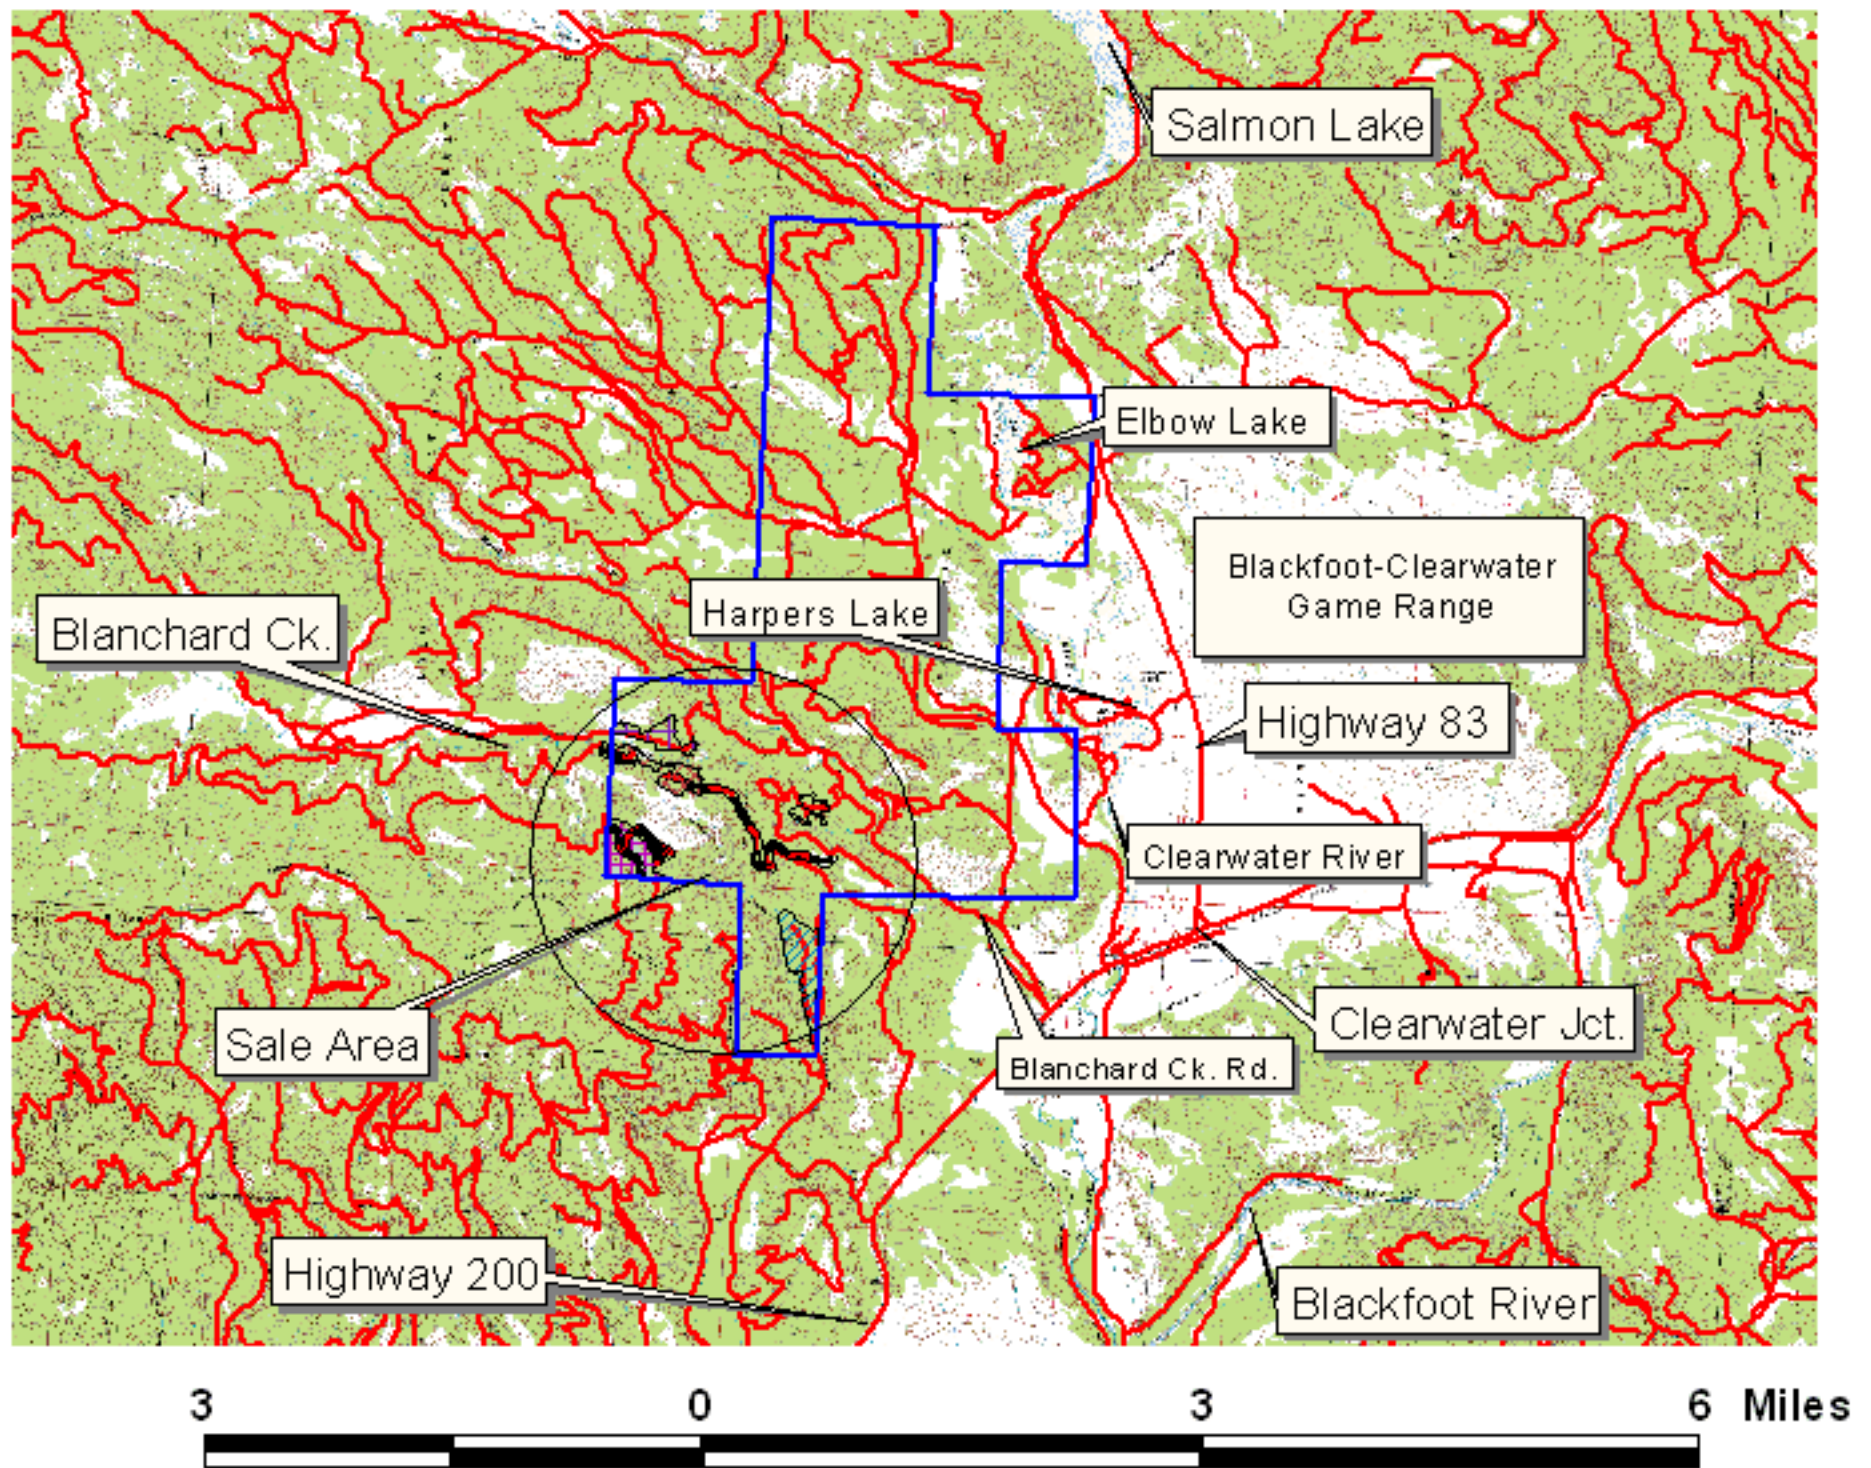 Salmon Lake
Elbow Lake
Blackfoot-Clearwater
Game Range
Harpers Lake
Blanchard Ck.
Highway 83
Clearwater River
Sale Area
Clearwater Jct.
Blanchard Ck. Rd.
Highway 200
Blackfoot River
3 0 3 6 Miles